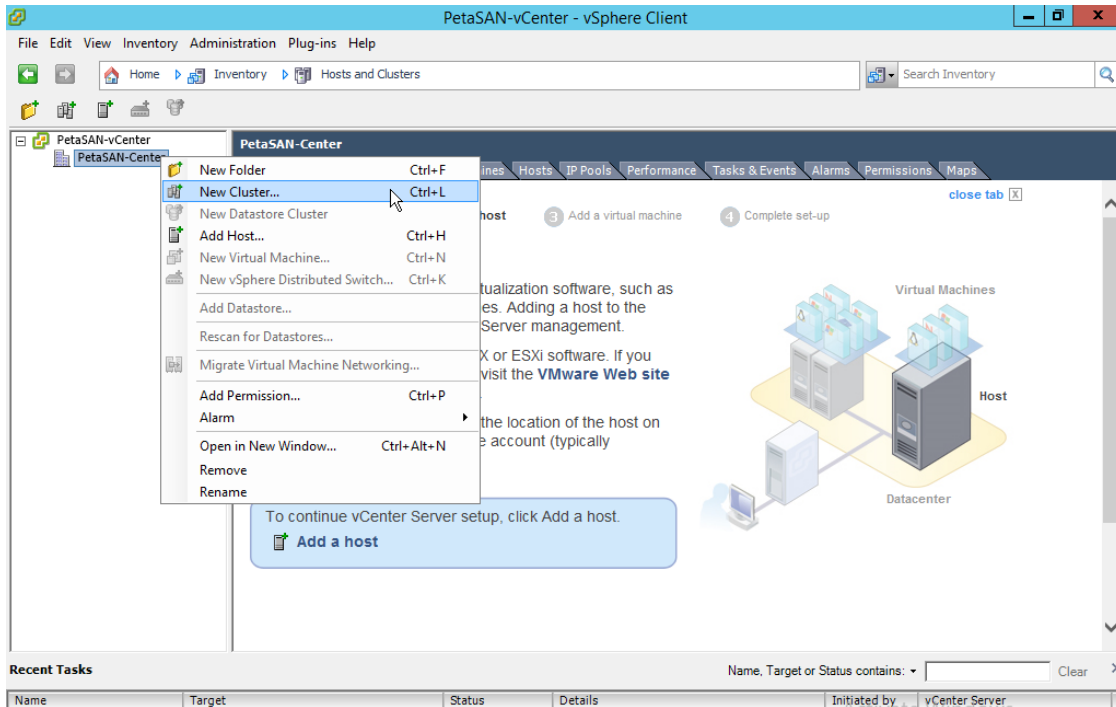 PetaSAN-vCenter - vSphere Client
File Edit View Inventory Administration Plug-ins Help
Home Inventory Hosts and Clusters
Search Inventory
PetaSAN-vCenter
PetaSAN-Center
PetaSAN-Center
Hosts IP Pools Performance Tasks & Events Alarms Permissions Maps
close tab X
New Folder Ctrl+F
New Cluster... Ctrl+L
New Datastore Cluster
Add Host... Ctrl+H
New Virtual Machine... Ctrl+N
New vSphere Distributed Switch... Ctrl+K
Add Datastore...
Rescan for Datastores...
Migrate Virtual Machine Networking...
Add Permission... Ctrl+P
Alarm
Open in New Window... Ctrl+Alt+N
Remove
Rename
host 3 Add a virtual machine 4 Complete set-up
software, such as
Adding a host to the
Server management.
or ESXi software. If you
visit the VMware Web site
the location of the host on
account (typically
Virtual Machines
Host
Datacenter
To continue vCenter Server setup, click Add a host.
Add a host
Recent Tasks
Name, Target or Status contains: Clear
Name Target Status Details Initiated by vCenter Server